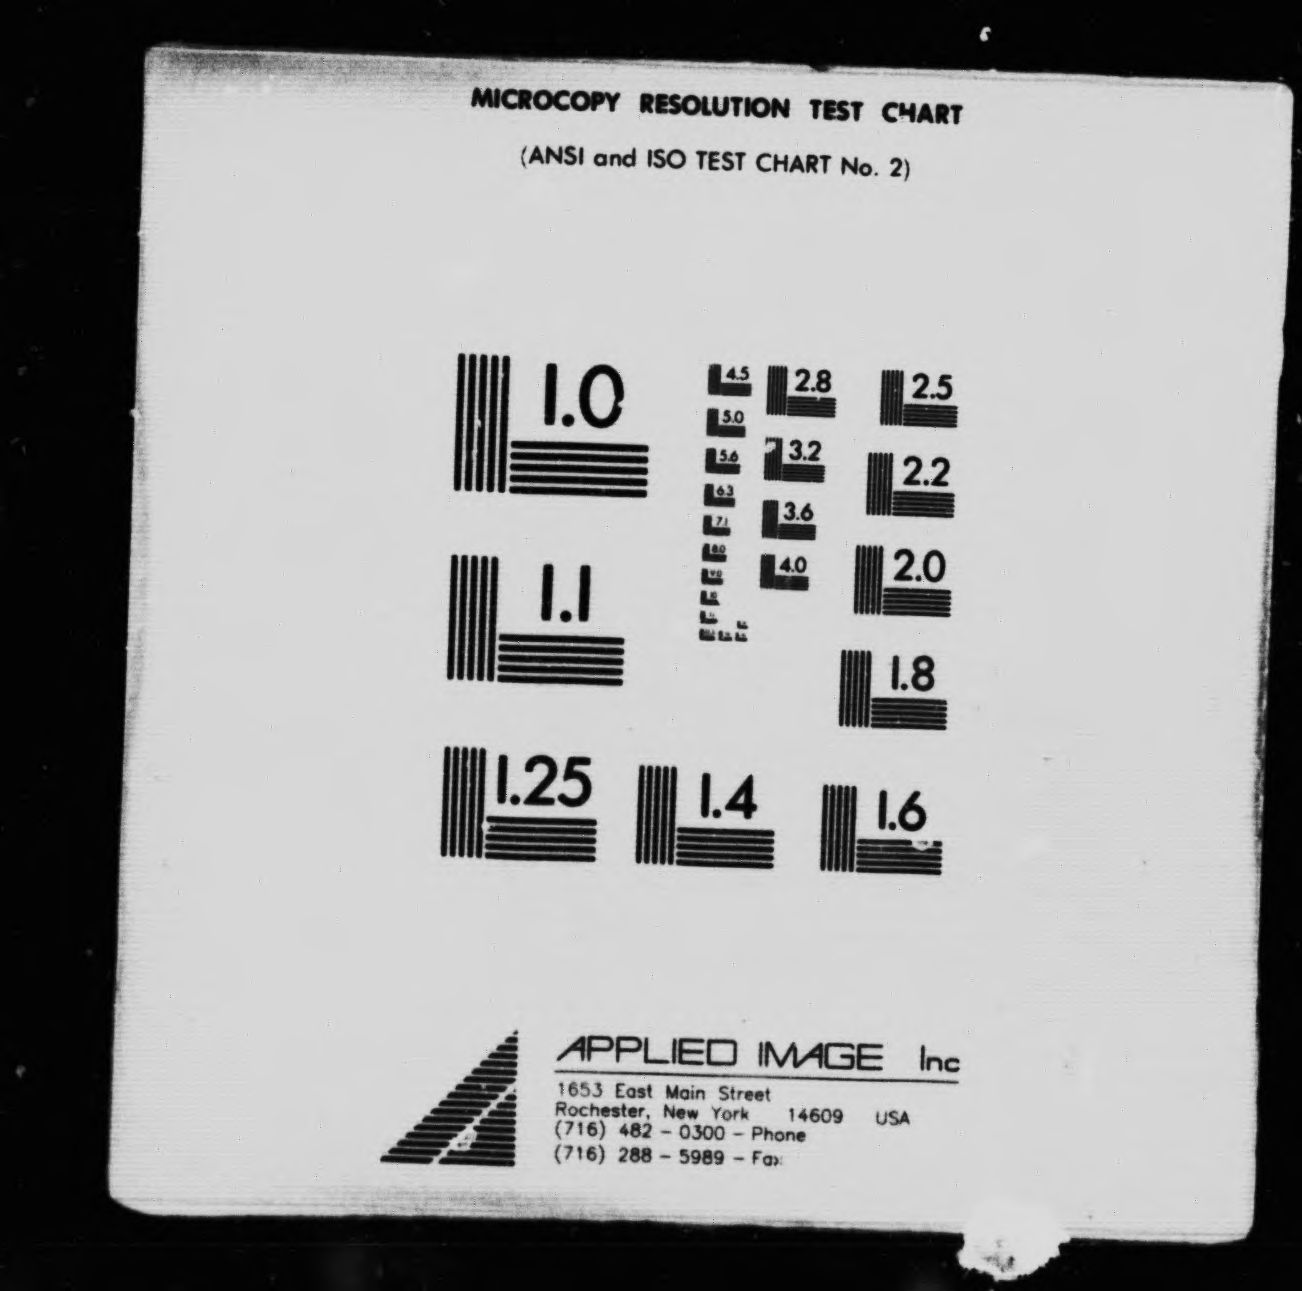 MICROCOPY RESOLUTION TEST CHART
(ANSI and ISO TEST CHART No. 2)
1.0
4.5 2.8 2.5
5.0
5.6 3.2 2.2
6.3
7.1 3.6
8.0
9.0 4.0 2.0
10
1.1
1.8
1.25 1.4 1.6
APPLIED IMAGE Inc
1653 East Main Street
Rochester, New York 14609 USA
(716) 482 - 0300 - Phone
(716) 288 - 5989 - Fax